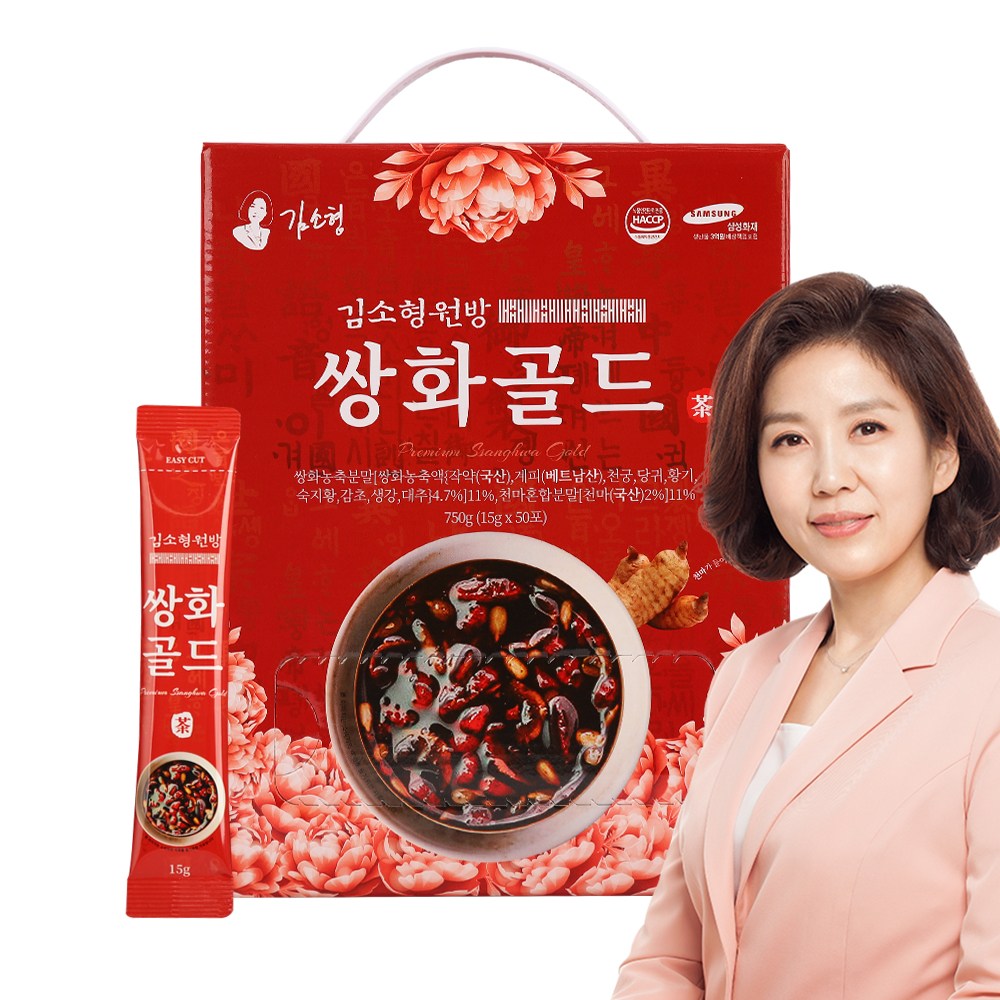 김소형
HACCP
SAMSUNG
삼성화재
김소형원방
쌍화골드
茶
Premium Ssanghwa Gold
쌍화농축분말[쌍화농축액{작약(국산),계피(베트남산),천궁,당귀,황기,
숙지황,감초,생강,대추}4.7%]11%,천마혼합분말[천마(국산)2%]11%
750g (15g x 50포)
EASY CUT
김소형원방
쌍화
골드
Premium Ssanghwa Gold
茶
15g